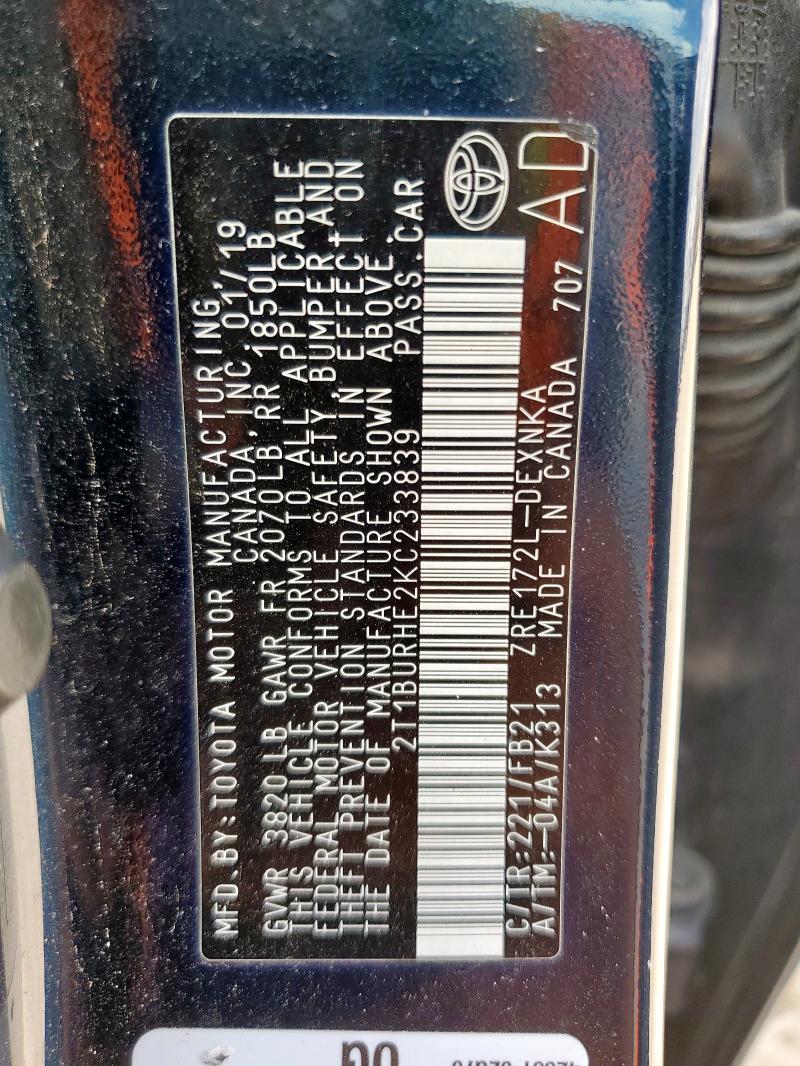 MFD.BY:TOYOTA MOTOR MANUFACTURING,
CANADA, INC. 01/19
GVWR 3820 LB GAWR FR 2070LB RR 1850LB
THIS VEHICLE CONFORMS TO ALL APPLICABLE
FEDERAL MOTOR VEHICLE SAFETY, BUMPER AND
THEFT PREVENTION STANDARDS IN EFFECT ON
THE DATE OF MANUFACTURE SHOWN ABOVE.
2T1BURHE2KC233839 PASS.CAR
C/TR:221/FB21 ZRE172L-DEXNKA
A/TM:-04A/K313 MADE IN CANADA 707 AD